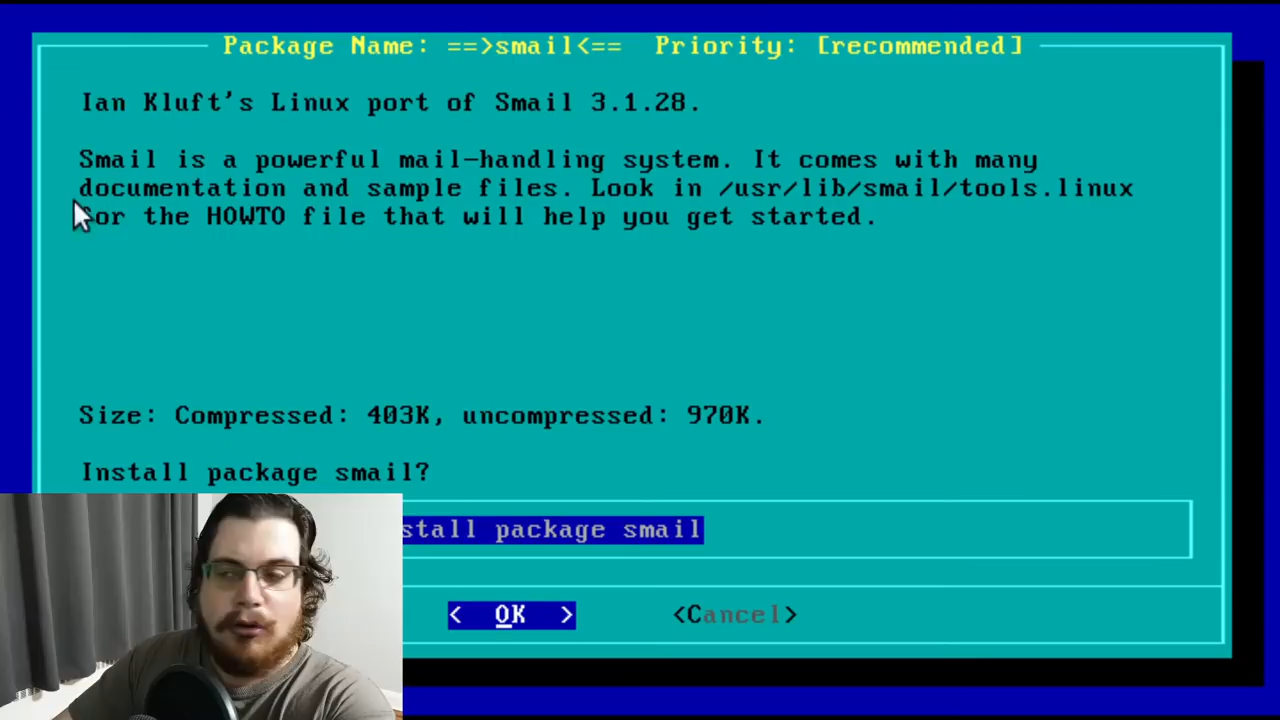 Package Name: ==>smail<== Priority: [recommended]
Ian Kluft's Linux port of Smail 3.1.28.
Smail is a powerful mail-handling system. It comes with many
documentation and sample files. Look in /usr/lib/smail/tools.linux
for the HOWTO file that will help you get started.
Size: Compressed: 403K, uncompressed: 970K.
Install package smail?
stall package smail
< OK > <Cancel>